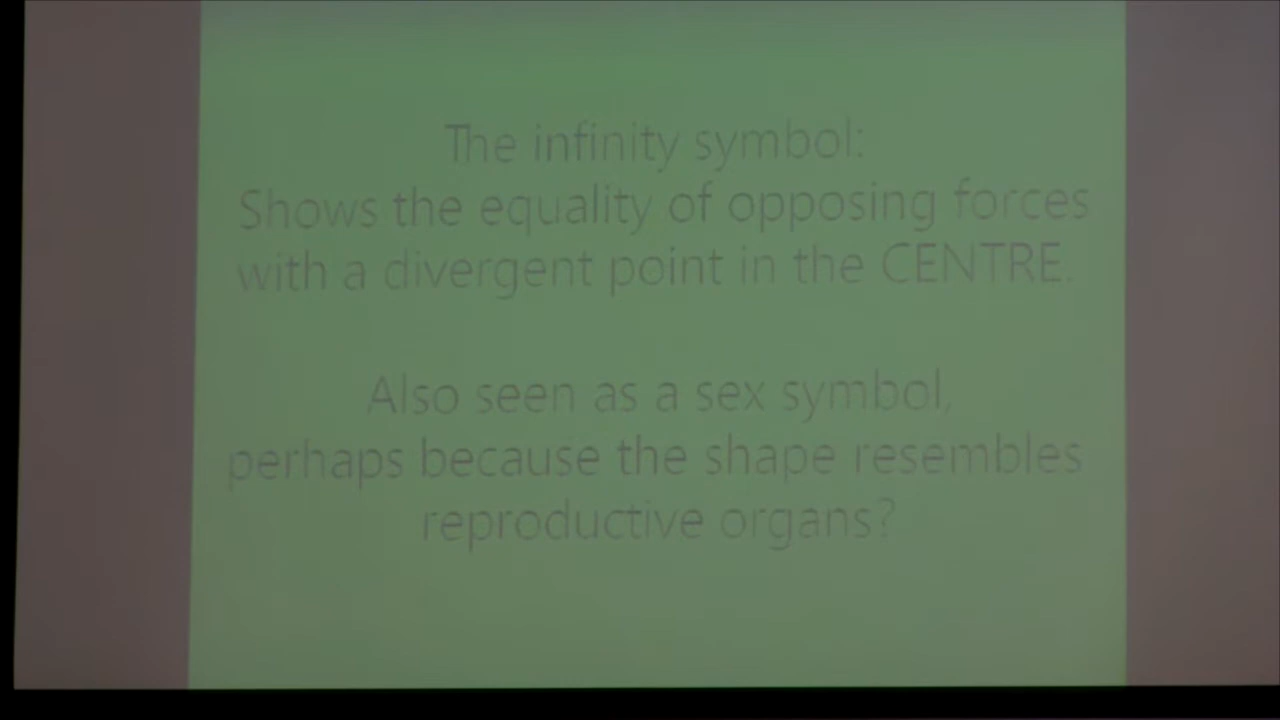 The infinity symbol:
Shows the equality of opposing forces
with a divergent point in the CENTRE.
Also seen as a sex symbol,
perhaps because the shape resembles
reproductive organs?